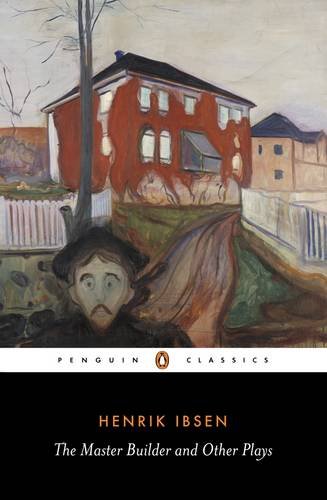 PENGUIN CLASSICS
HENRIK IBSEN
The Master Builder and Other Plays